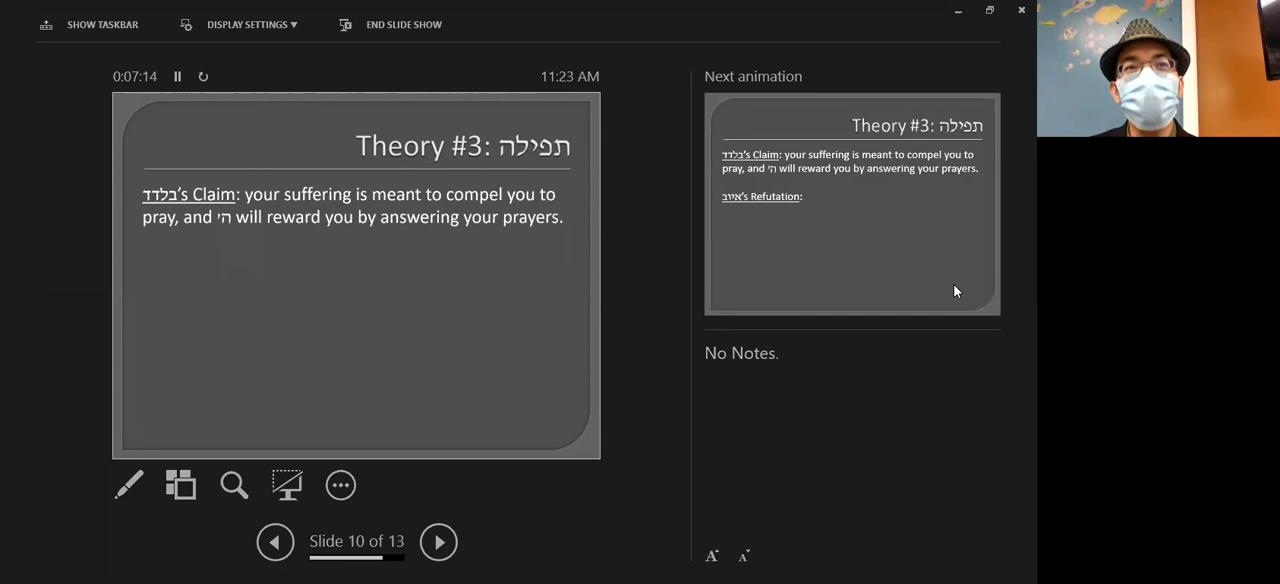 SHOW TASKBAR
DISPLAY SETTINGS ▼
END SLIDE SHOW
0:07:14
11:23 AM
Theory #3: תפילה
בלדד’s Claim: your suffering is meant to compel you to
pray, and ה׳ will reward you by answering your prayers.
Slide 10 of 13
Next animation
Theory #3: תפילה
בלדד’s Claim: your suffering is meant to compel you to
pray, and ה׳ will reward you by answering your prayers.
איוב’s Refutation:
No Notes.
A A